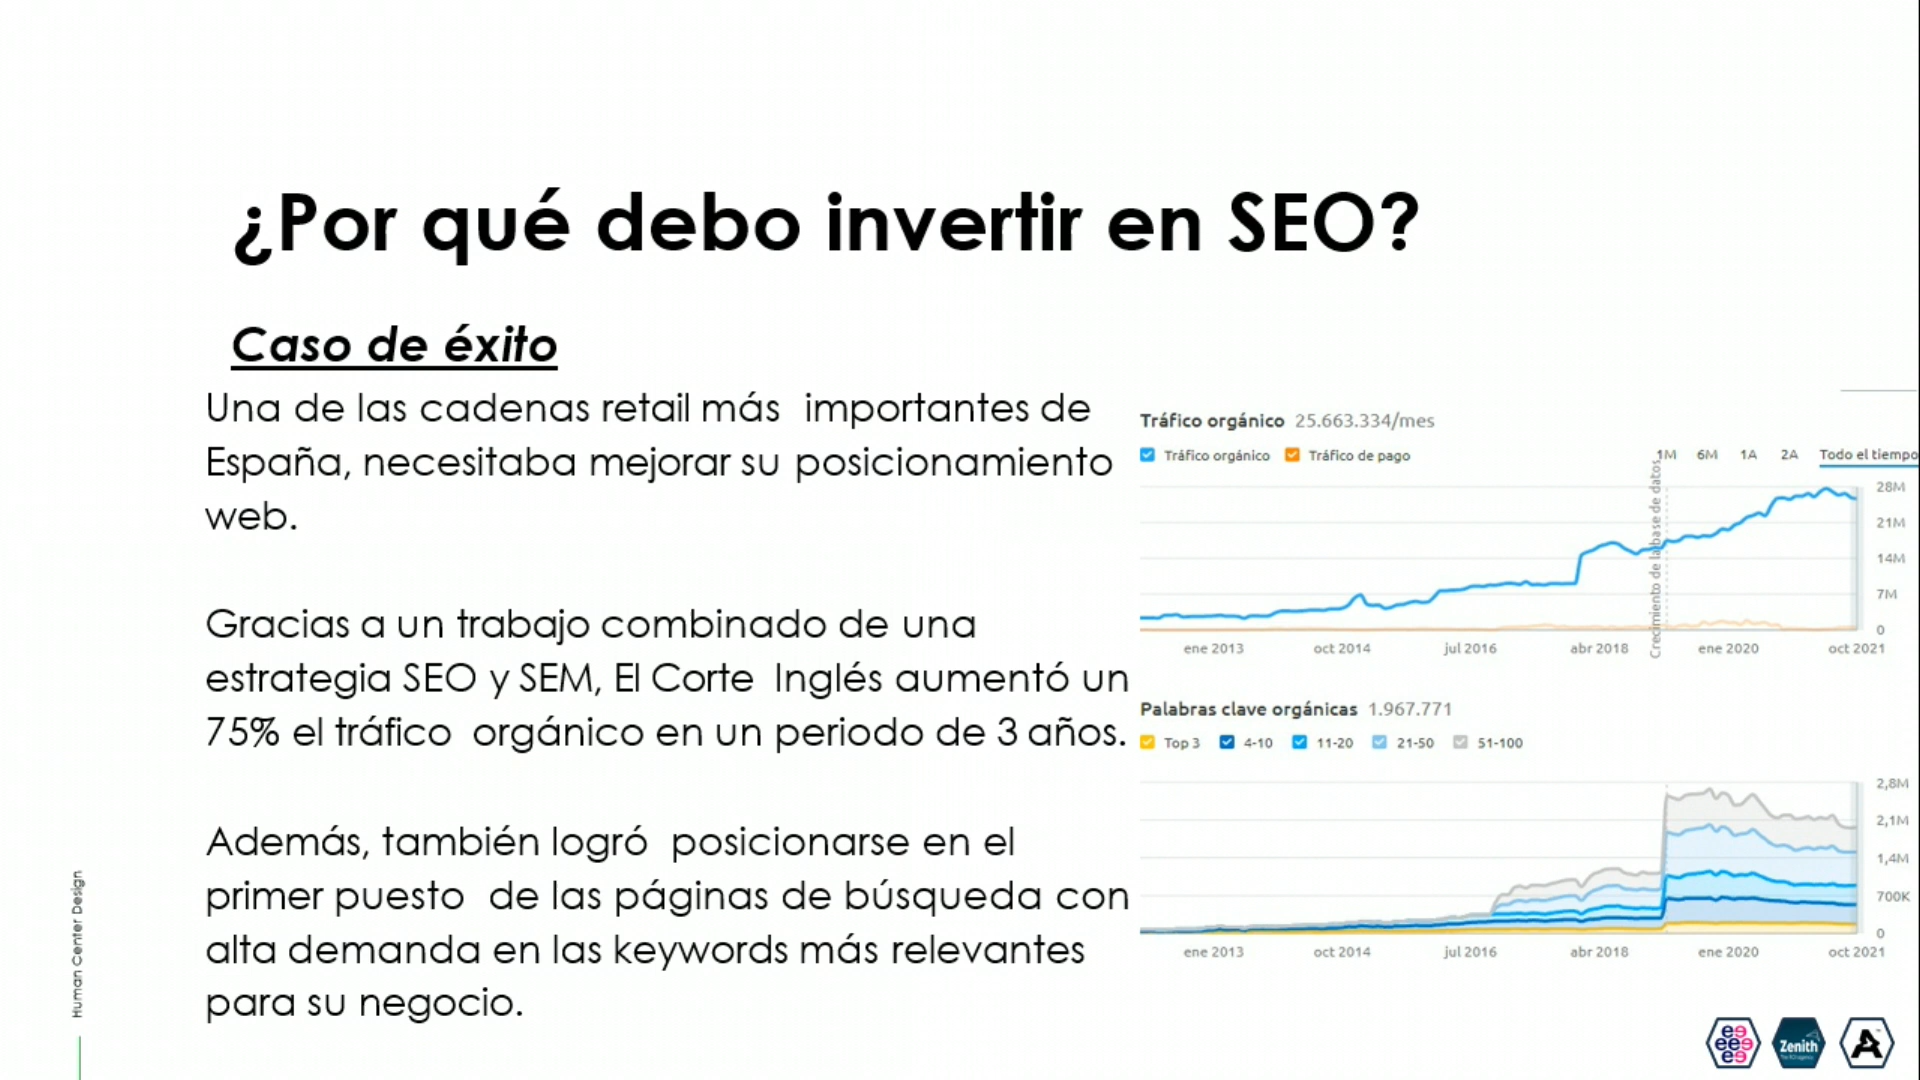 ¿Por qué debo invertir en SEO?
Caso de éxito
Una de las cadenas retail más importantes de
España, necesitaba mejorar su posicionamiento
web.
Gracias a un trabajo combinado de una
estrategia SEO y SEM, El Corte Inglés aumentó un
75% el tráfico orgánico en un periodo de 3 años.
Además, también logró posicionarse en el
primer puesto de las páginas de búsqueda con
alta demanda en las keywords más relevantes
para su negocio.
Tráfico orgánico 25.663.334/mes
Tráfico orgánico Tráfico de pago
1M 6M 1A 2A Todo el tiempo
Crecimiento de la base de datos
28M
21M
14M
7M
0
ene 2013 oct 2014 jul 2016 abr 2018 ene 2020 oct 2021
Palabras clave orgánicas 1.967.771
Top 3 4-10 11-20 21-50 51-100
2,8M
2,1M
1,4M
700K
0
ene 2013 oct 2014 jul 2016 abr 2018 ene 2020 oct 2021
Human Center Design
Zenith